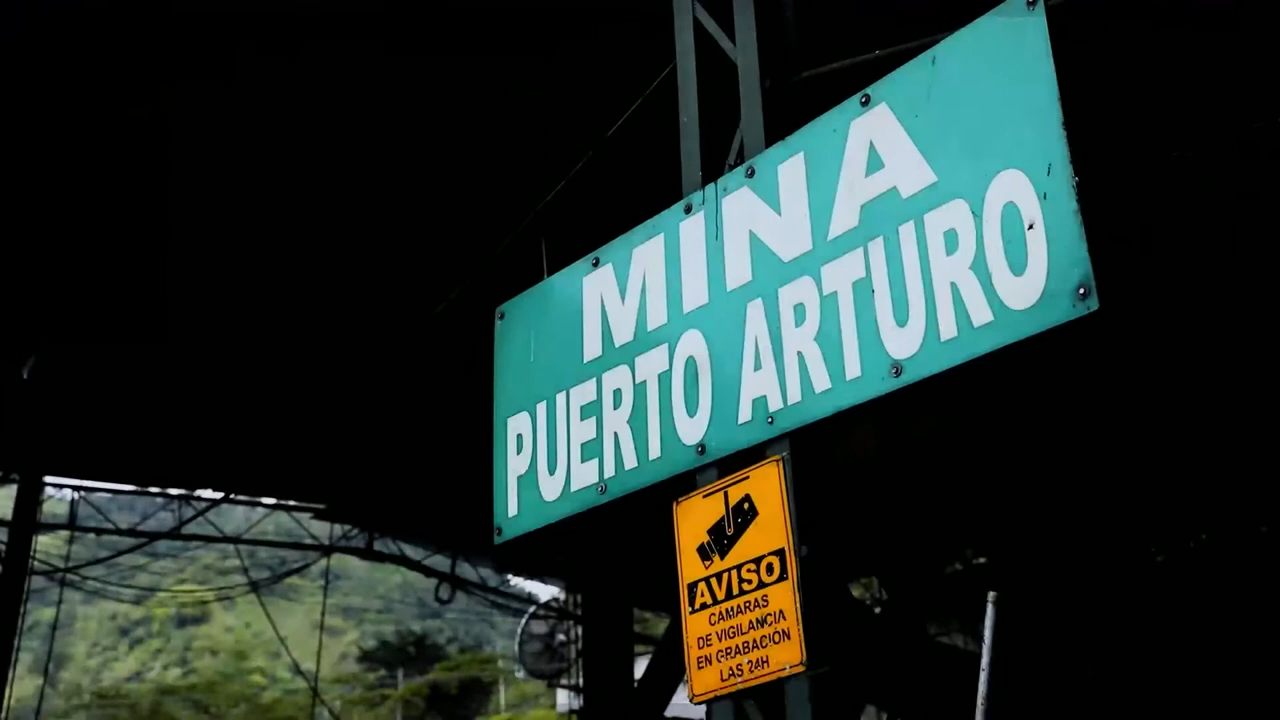 MINA
PUERTO ARTURO
AVISO
CÁMARAS
DE VIGILANCIA
EN GRABACIÓN
LAS 24H